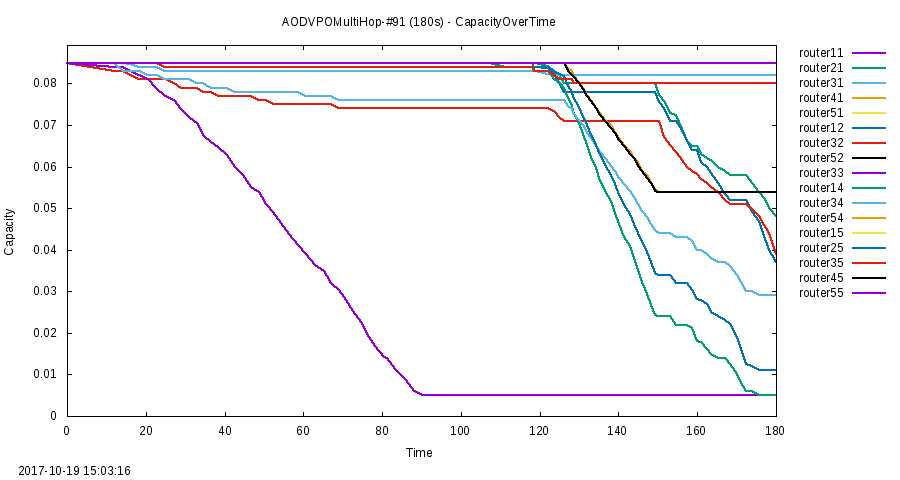 AODVPOMultiHop-#91 (180s) - CapacityOverTime
Capacity
0.08
0.07
0.06
0.05
0.04
0.03
0.02
0.01
0
0 20 40 60 80 100 120 140 160 180
Time
router11
router21
router31
router41
router51
router12
router32
router52
router33
router14
router34
router54
router15
router25
router35
router45
router55
2017-10-19 15:03:16